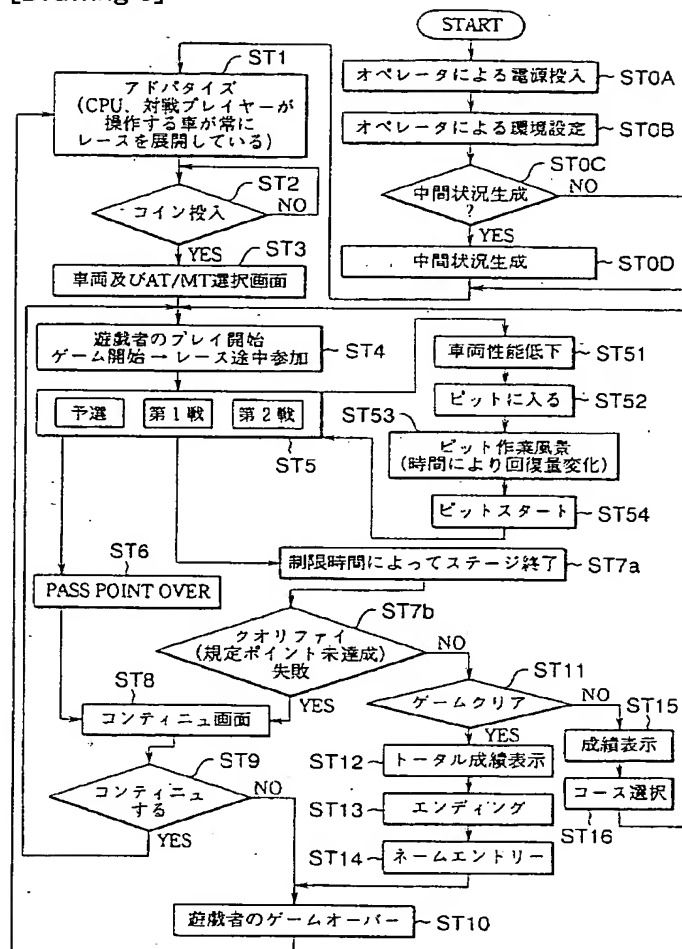 START
ST1
アドバタイズ
(CPU、対戦プレイヤーが
操作する車が常に
レースを展開している)
オペレータによる電源投入
ST0A
オペレータによる環境設定
ST0B
ST0C
中間状況生成
?
NO
YES
中間状況生成
ST0D
ST2
コイン投入
NO
YES
ST3
車両及びAT/MT選択画面
遊戯者のプレイ開始
ゲーム開始→レース途中参加
ST4
予選
第1戦
第2戦
ST5
車両性能低下
ST51
ピットに入る
ST52
ST53
ピット作業風景
(時間により回復量変化)
ピットスタート
ST54
ST6
PASS POINT OVER
制限時間によってステージ終了
ST7a
ST7b
クオリファイ
(規定ポイント未達成)
失敗
NO
YES
ST8
コンティニュ画面
ST9
コンティニュ
する
NO
YES
ST11
ゲームクリア
NO
YES
ST15
成績表示
コース選択
ST16
ST12
トータル成績表示
ST13
エンディング
ST14
ネームエントリー
遊戯者のゲームオーバー
ST10